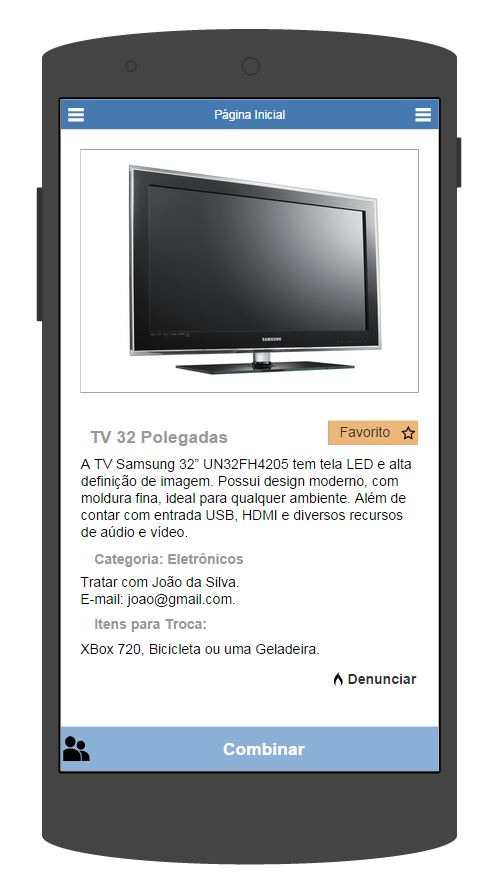 Página Inicial
SAMSUNG
TV 32 Polegadas
Favorito
A TV Samsung 32” UN32FH4205 tem tela LED e alta
definição de imagem. Possui design moderno, com
moldura fina, ideal para qualquer ambiente. Além de
contar com entrada USB, HDMI e diversos recursos
de aúdio e vídeo.
Categoria: Eletrônicos
Tratar com João da Silva.
E-mail: joao@gmail.com.
Itens para Troca:
XBox 720, Bicicleta ou uma Geladeira.
Denunciar
Combinar